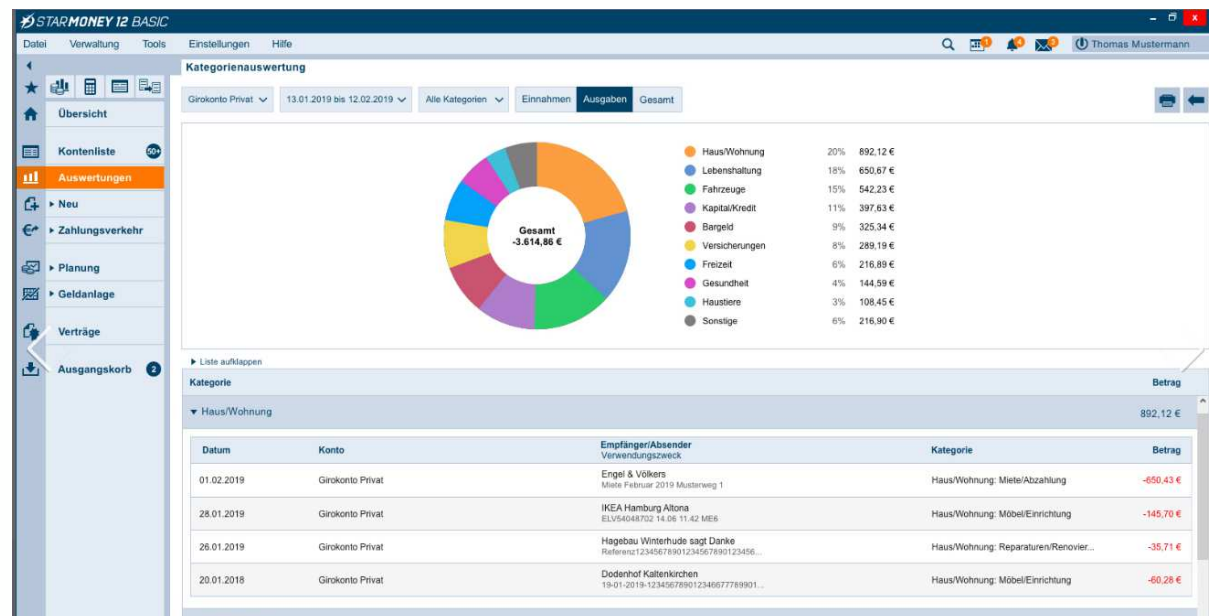 STARMONEY 12 BASIC
Datei Verwaltung Tools Einstellungen Hilfe Thomas Mustermann
Kategorienauswertung
Girokonto Privat 13.01.2019 bis 12.02.2019 Alle Kategorien Einnahmen Ausgaben Gesamt
Übersicht
Kontenliste 50+
Auswertungen
Neu
Zahlungsverkehr
Planung
Geldanlage
Verträge
Ausgangskorb 2
Gesamt
-3.614,86 €
Haus/Wohnung 20% 892,12 €
Lebenshaltung 18% 650,67 €
Fahrzeuge 15% 542,23 €
Kapital/Kredit 11% 397,63 €
Bargeld 9% 325,34 €
Versicherungen 8% 289,19 €
Freizeit 6% 216,89 €
Gesundheit 4% 144,59 €
Haustiere 3% 108,45 €
Sonstige 6% 216,90 €
Liste aufklappen
Kategorie Betrag
Haus/Wohnung 892,12 €
Datum Konto Empfänger/Absender Kategorie Betrag
Verwendungszweck
01.02.2019 Girokonto Privat Engel & Völkers Haus/Wohnung: Miete/Abzahlung -650,43 €
Miete Februar 2019 Musterweg 1
28.01.2019 Girokonto Privat IKEA Hamburg Altona Haus/Wohnung: Möbel/Einrichtung -145,70 €
ELV54048702 14.06 11.42 ME6
26.01.2019 Girokonto Privat Hagebau Winterhude sagt Danke Haus/Wohnung: Reparaturen/Renovier... -35,71 €
20.01.2018 Girokonto Privat Dodenhof Kaltenkirchen Haus/Wohnung: Möbel/Einrichtung -60,28 €